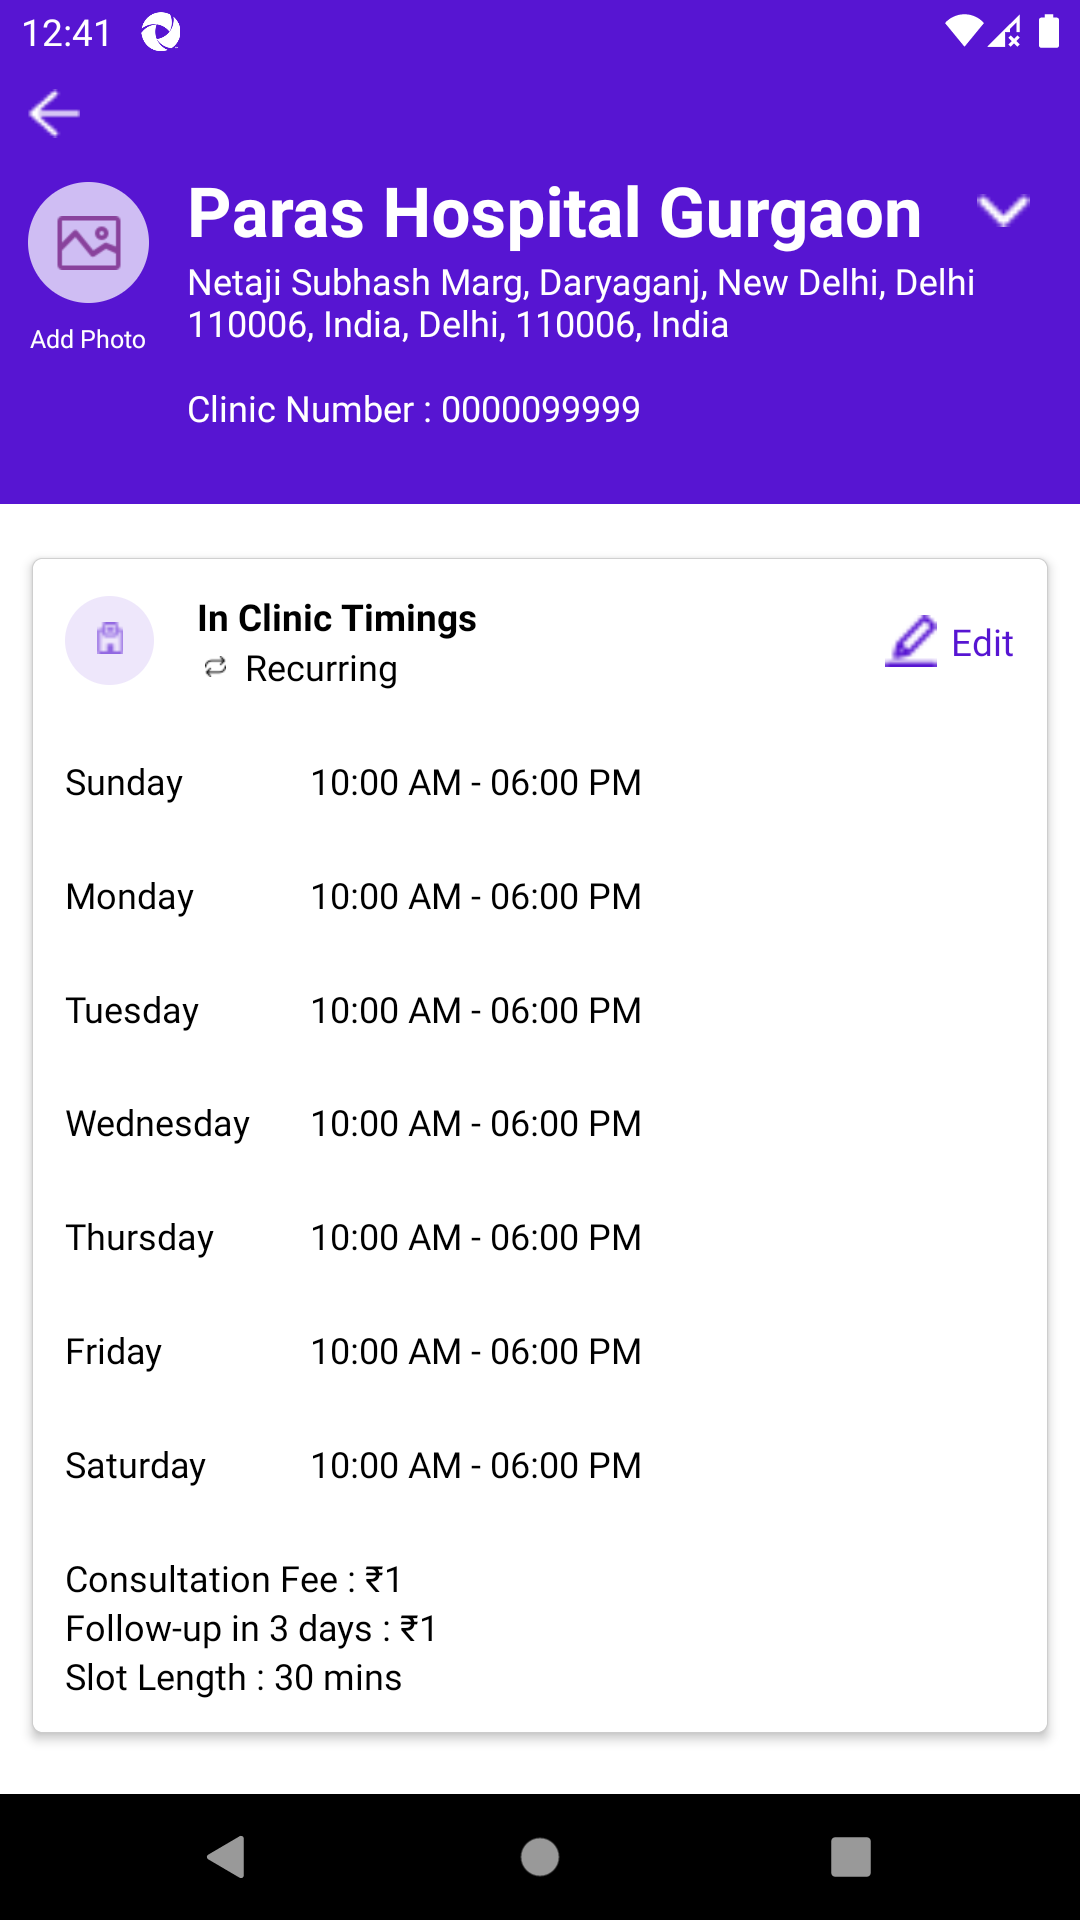 12:41
Paras Hospital Gurgaon
Netaji Subhash Marg, Daryaganj, New Delhi, Delhi
110006, India, Delhi, 110006, India
Add Photo
Clinic Number : 0000099999
In Clinic Timings
Recurring
Edit
Sunday 10:00 AM - 06:00 PM
Monday 10:00 AM - 06:00 PM
Tuesday 10:00 AM - 06:00 PM
Wednesday 10:00 AM - 06:00 PM
Thursday 10:00 AM - 06:00 PM
Friday 10:00 AM - 06:00 PM
Saturday 10:00 AM - 06:00 PM
Consultation Fee : ₹1
Follow-up in 3 days : ₹1
Slot Length : 30 mins